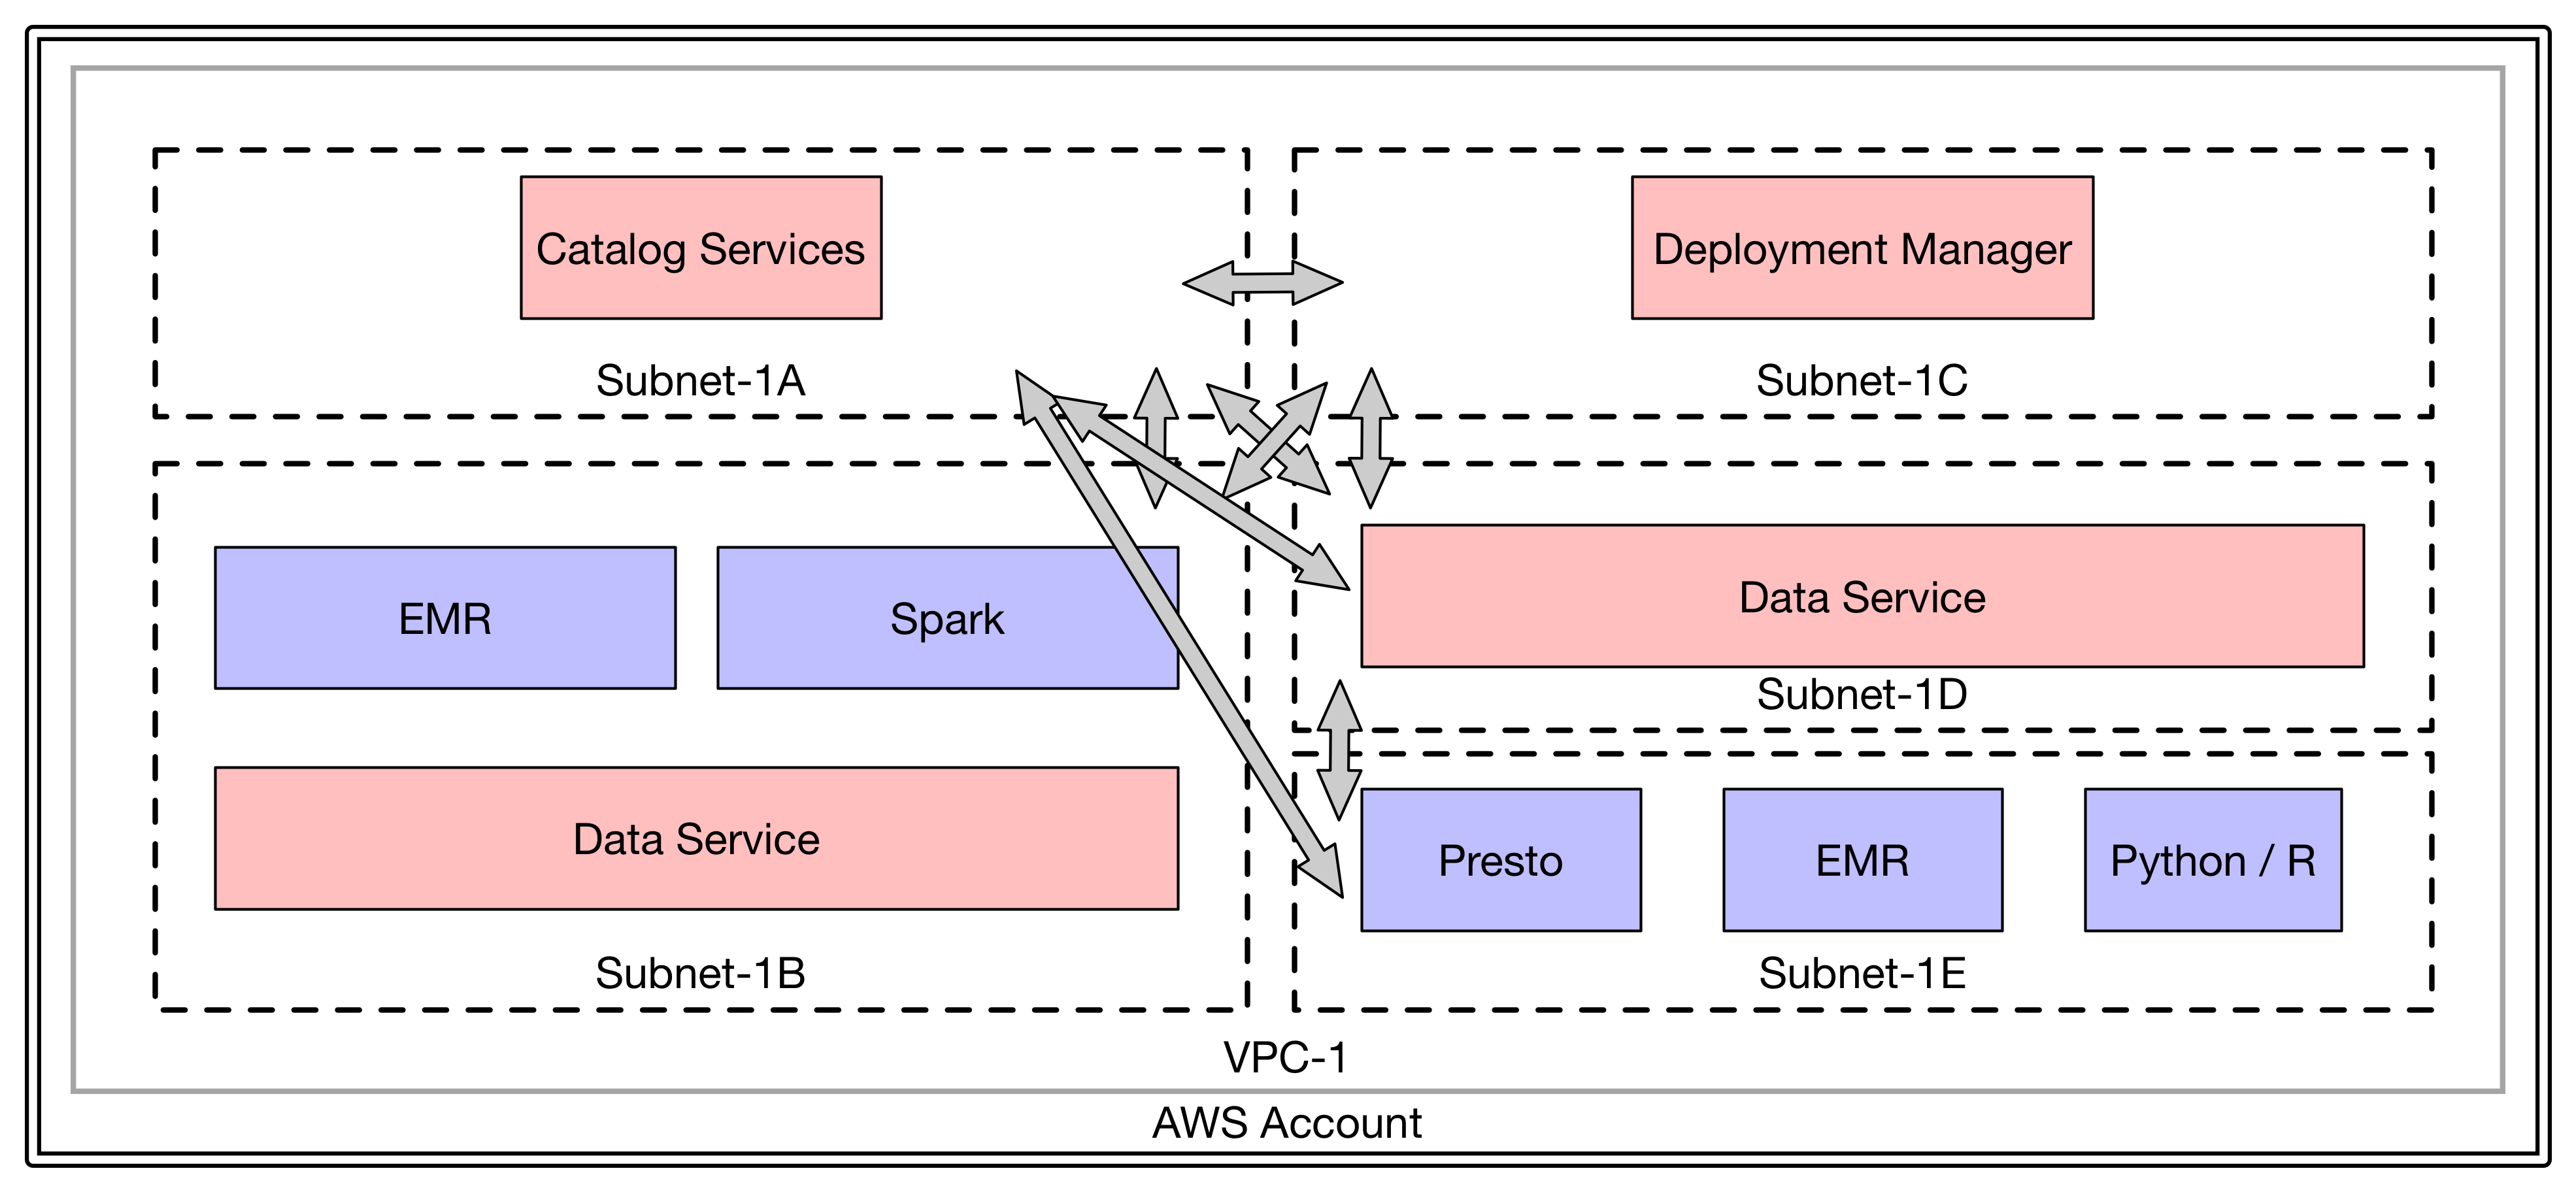 Catalog Services
Subnet-1A
Deployment Manager
Subnet-1C
EMR
Spark
Data Service
Subnet-1B
Data Service
Subnet-1D
Presto
EMR
Python / R
Subnet-1E
VPC-1
AWS Account